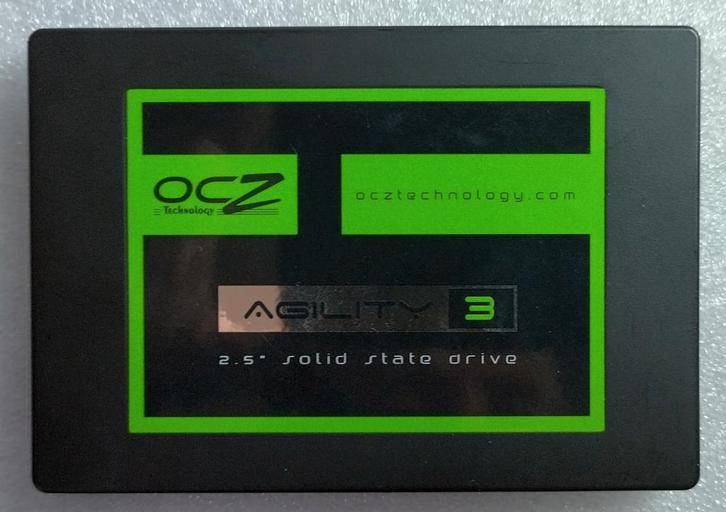 OCZ
Technology
ocztechnology.com
AGILITY 3
2.5" solid state drive